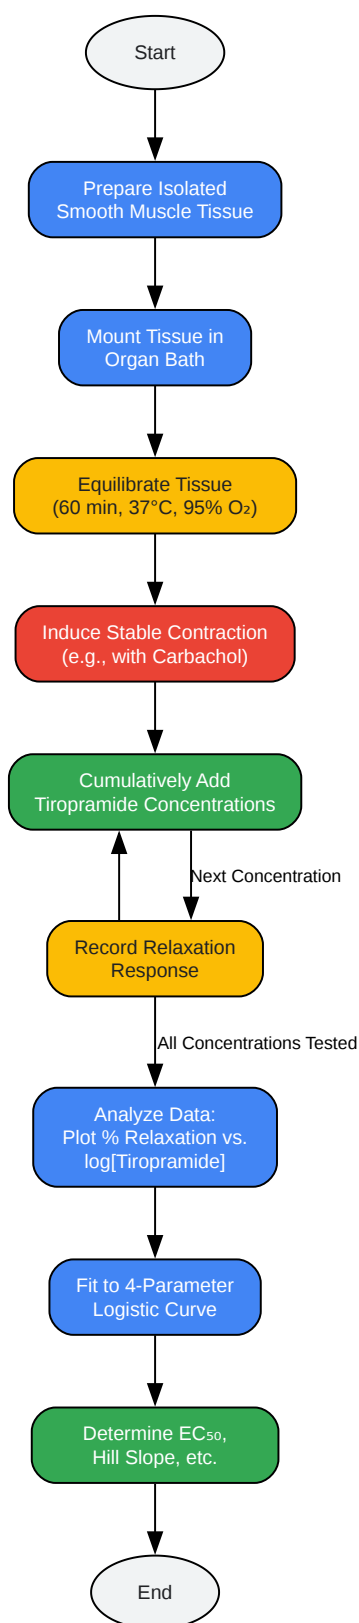 Start
Prepare Isolated
Smooth Muscle Tissue
Mount Tissue in
Organ Bath
Equilibrate Tissue
(60 min, 37°C, 95% O₂)
Induce Stable Contraction
(e.g., with Carbachol)
Cumulatively Add
Tiropramide Concentrations
Next Concentration
Record Relaxation
Response
All Concentrations Tested
Analyze Data:
Plot % Relaxation vs.
log[Tiropramide]
Fit to 4-Parameter
Logistic Curve
Determine EC₅₀,
Hill Slope, etc.
End